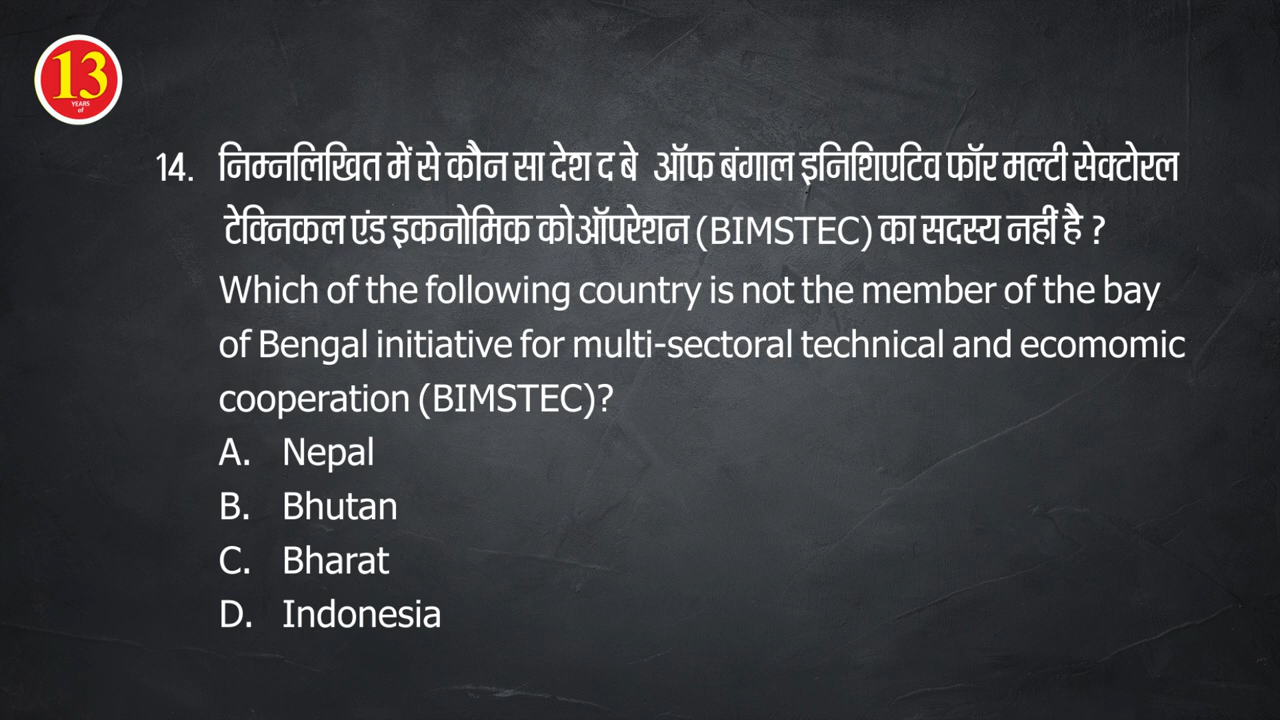 13
YEARS
of
14. निम्नलिखित में से कौन सा देश द बे ऑफ बंगाल इनिशिएटिव फॉर मल्टी सेक्टोरल
टेक्निकल एंड इकनोमिक कोऑपरेशन (BIMSTEC) का सदस्य नहीं है ?
Which of the following country is not the member of the bay
of Bengal initiative for multi-sectoral technical and ecomomic
cooperation (BIMSTEC)?
A. Nepal
B. Bhutan
C. Bharat
D. Indonesia